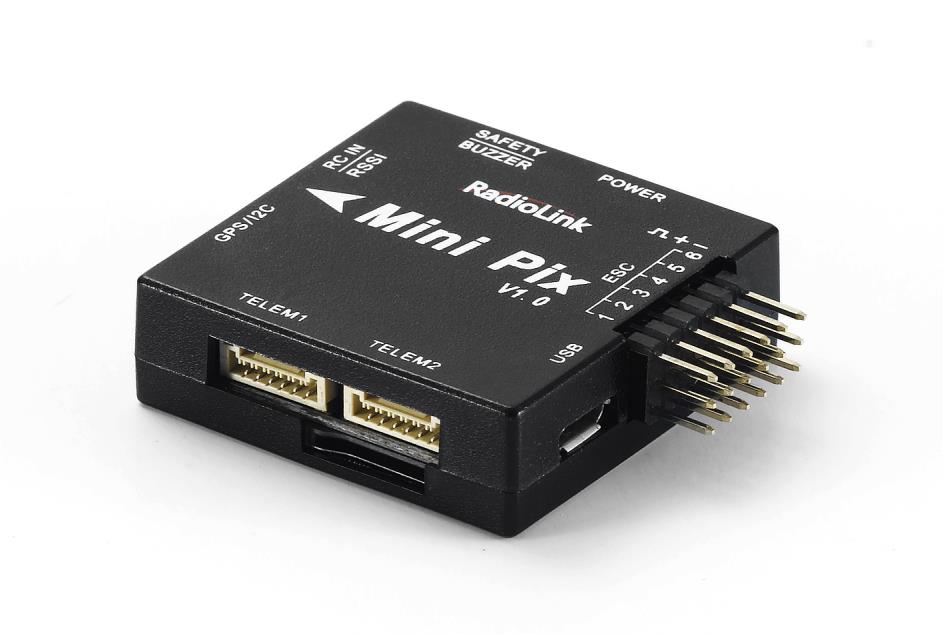 SAFETY
BUZZER
RC IN
RSSI
POWER
RadioLink
GPS/I2C
Mini Pix
V1.0
ESC
1 2 3 4 5 6
+
−
TELEM1
TELEM2
USB